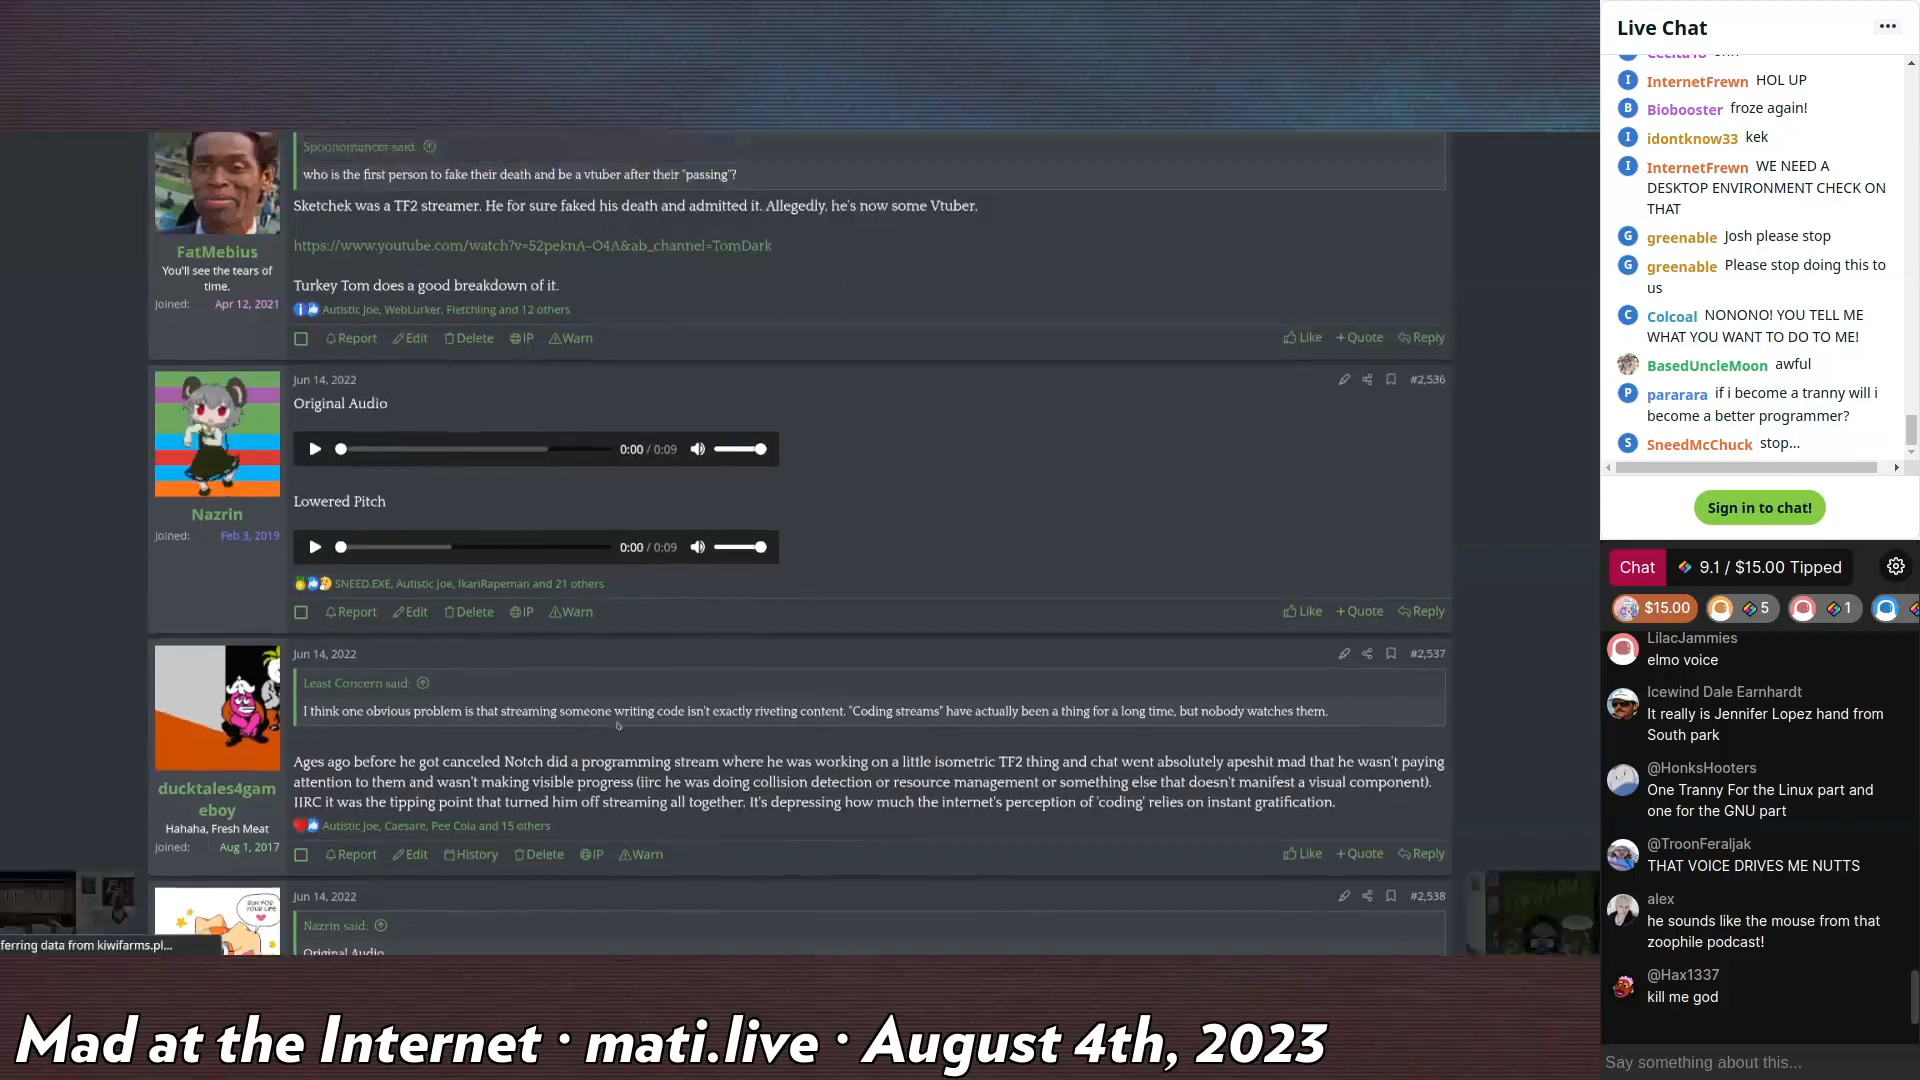 Spoonomancer said:
who is the first person to fake their death and be a vtuber after their "passing"?
Sketchek was a TF2 streamer. He for sure faked his death and admitted it. Allegedly, he's now some Vtuber.
https://www.youtube.com/watch?v=52peknA-O4A&ab_channel=TomDark
Turkey Tom does a good breakdown of it.
FatMebius
You'll see the tears of
time.
Joined: Apr 12, 2021
Autistic Joe, WebLurker, Fletchling and 12 others
Report Edit Delete IP Warn
Like + Quote Reply
Jun 14, 2022
#2,536
Original Audio
0:00 / 0:09
Lowered Pitch
0:00 / 0:09
Nazrin
Joined: Feb 3, 2019
SNEED.EXE, Autistic Joe, IkariRapeman and 21 others
Report Edit Delete IP Warn
Like + Quote Reply
Jun 14, 2022
#2,537
Least Concern said:
I think one obvious problem is that streaming someone writing code isn't exactly riveting content. "Coding streams" have actually been a thing for a long time, but nobody watches them.
Ages ago before he got canceled Notch did a programming stream where he was working on a little isometric TF2 thing and chat went absolutely apeshit mad that he wasn't paying
attention to them and wasn't making visible progress (iirc he was doing collision detection or resource management or something else that doesn't manifest a visual component).
IIRC it was the tipping point that turned him off streaming all together. It's depressing how much the internet's perception of 'coding' relies on instant gratification.
ducktales4gam
eboy
Hahaha, Fresh Meat
Joined: Aug 1, 2017
Autistic Joe, Caesare, Pee Cola and 15 others
Report Edit History Delete IP Warn
Like + Quote Reply
Jun 14, 2022
#2,538
Nazrin said:
Original Audio
RUN FOR
YOUR LIFE
ferring data from kiwifarms.pl...
Mad at the Internet · mati.live · August 4th, 2023
Live Chat
InternetFrewn HOL UP
Biobooster froze again!
idontknow33 kek
InternetFrewn WE NEED A
DESKTOP ENVIRONMENT CHECK ON
THAT
greenable Josh please stop
greenable Please stop doing this to
us
Colcoal NONONO! YOU TELL ME
WHAT YOU WANT TO DO TO ME!
BasedUncleMoon awful
pararara if i become a tranny will i
become a better programmer?
SneedMcChuck stop...
Sign in to chat!
Chat 9.1 / $15.00 Tipped
$15.00 5 1
LilacJammies
elmo voice
Icewind Dale Earnhardt
It really is Jennifer Lopez hand from
South park
@HonksHooters
One Tranny For the Linux part and
one for the GNU part
@TroonFeraljak
THAT VOICE DRIVES ME NUTTS
alex
he sounds like the mouse from that
zoophile podcast!
@Hax1337
kill me god
Say something about this...